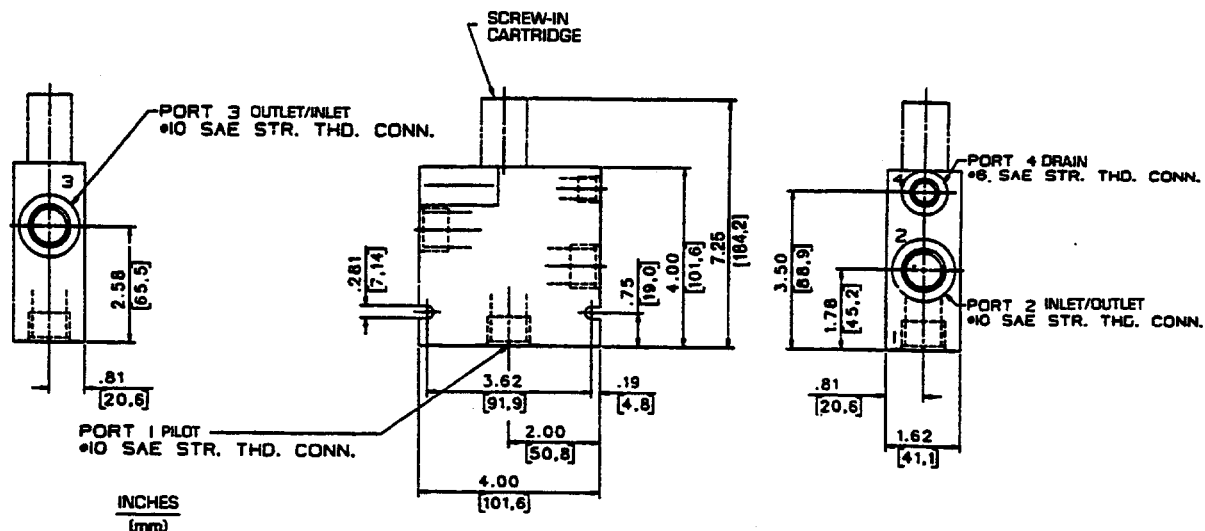 SCREW-IN
CARTRIDGE
PORT 3 OUTLET/INLET
#10 SAE STR. THD. CONN.
3
2.58
[65,5]
.81
[20,6]
.281
[7,14]
.75
[19,0]
4.00
[101,6]
7.25
[184,2]
3.62
[91,9]
.19
[4,8]
2.00
[50,8]
4.00
[101,6]
PORT 1 PILOT
#10 SAE STR. THD. CONN.
PORT 4 DRAIN
#6 SAE STR. THD. CONN.
4
2
1
3.50
[88,9]
1.78
[45,2]
PORT 2 INLET/OUTLET
#10 SAE STR. THD. CONN.
.81
[20,6]
1.62
[41,1]
INCHES
[mm]